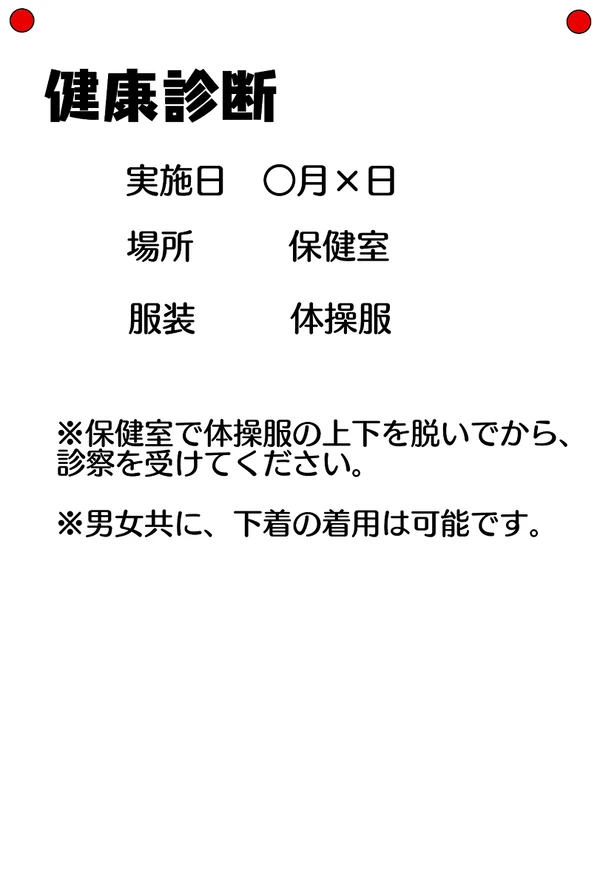 健康診断
実施日　〇月×日
場所　保健室
服装　体操服
※保健室で体操服の上下を脱いでから、
診察を受けてください。
※男女共に、下着の着用は可能です。